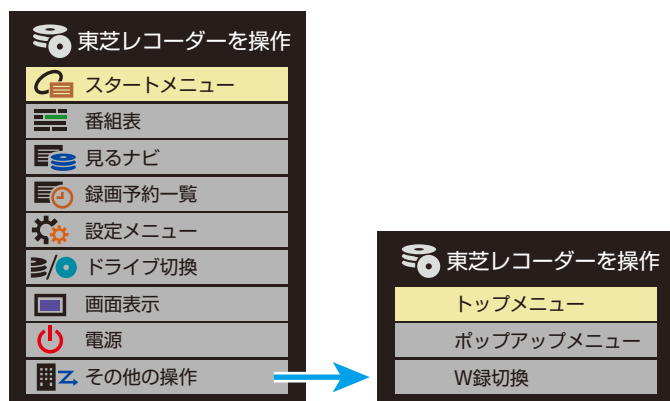 東芝レコーダーを操作
スタートメニュー
番組表
見るナビ
録画予約一覧
設定メニュー
ドライブ切換
画面表示
電源
その他の操作
東芝レコーダーを操作
トップメニュー
ポップアップメニュー
W録切換